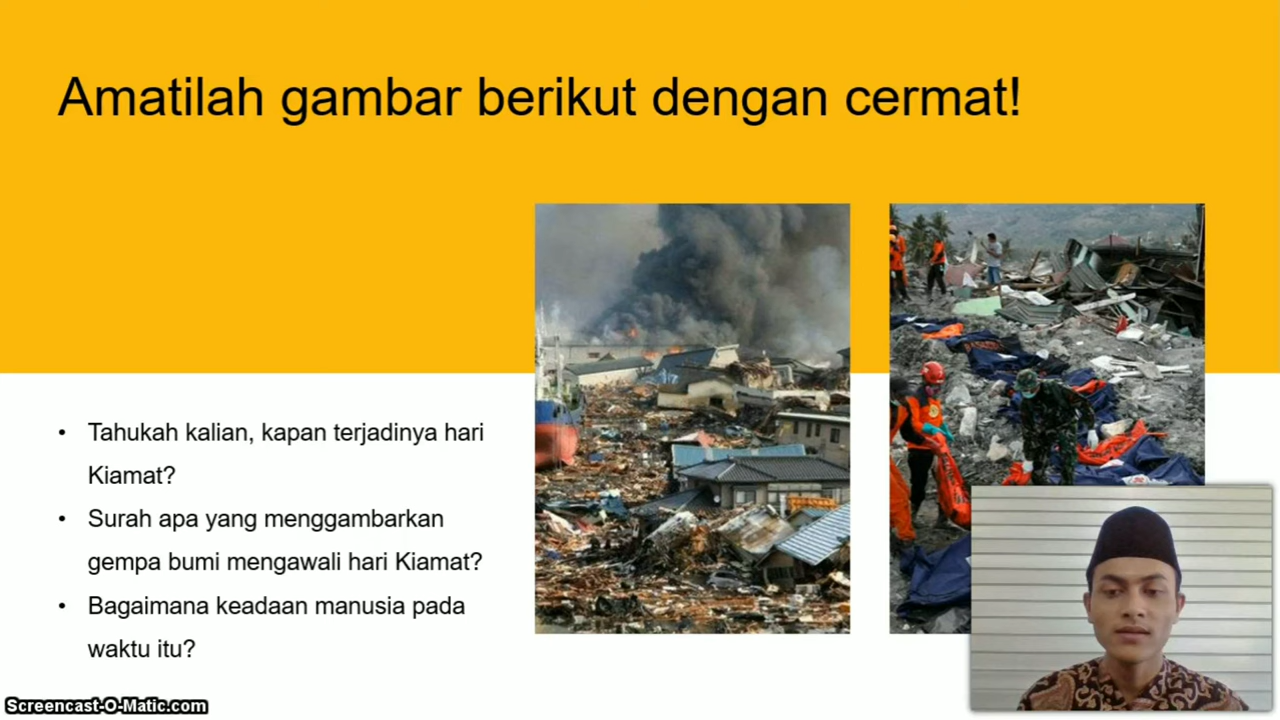 Amatilah gambar berikut dengan cermat!
• Tahukah kalian, kapan terjadinya hari
Kiamat?
• Surah apa yang menggambarkan
gempa bumi mengawali hari Kiamat?
• Bagaimana keadaan manusia pada
waktu itu?
Screencast-O-Matic.com